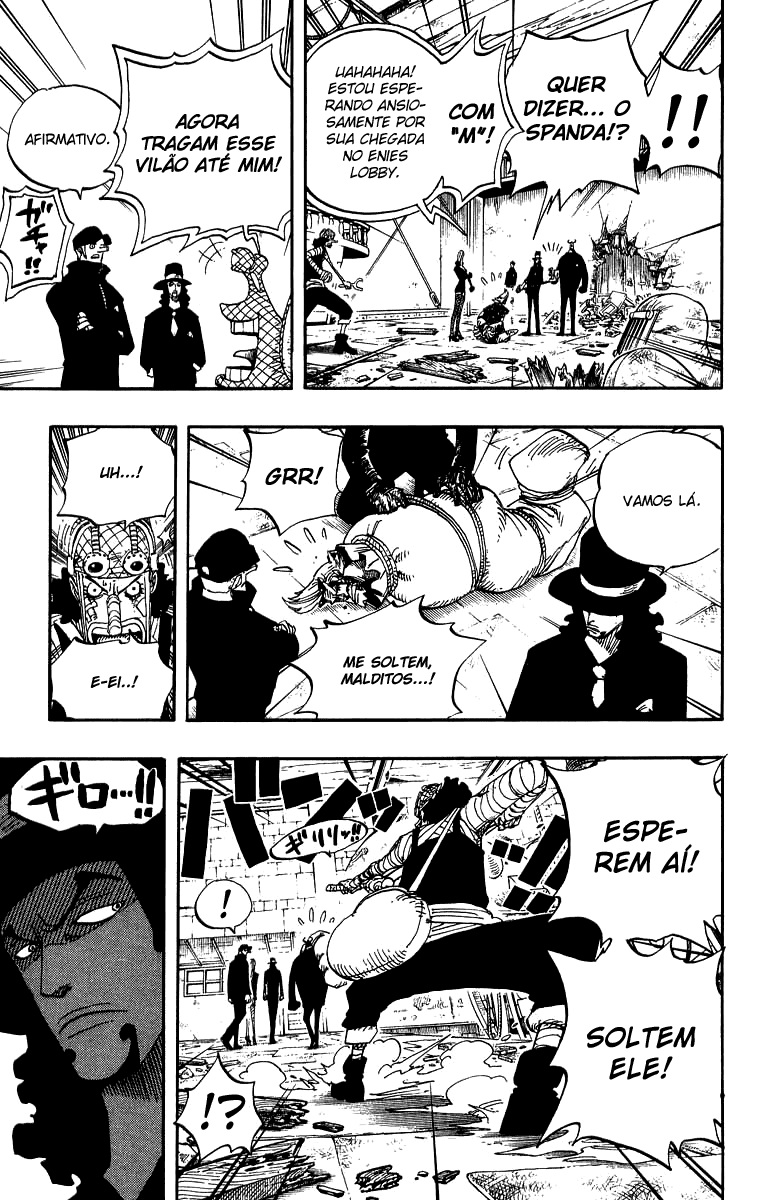 !!
QUER
DIZER... O
SPANDA!?
COM
"M"!
UAHAHAHA!
ESTOU ESPE-
RANDO ANSIO-
SAMENTE POR
SUA CHEGADA
NO ENIES
LOBBY.
AGORA
TRAGAM ESSE
VILÃO ATÉ MIM!
AFIRMATIVO.
ガチャ!!
VAMOS LÁ.
GRR!
ME SOLTEM,
MALDITOS...!
UH...!
E-EI..!
ESPE-
REM AÍ!
SOLTEM
ELE!
ギリリッ!!
!
!?
ギロ…!!